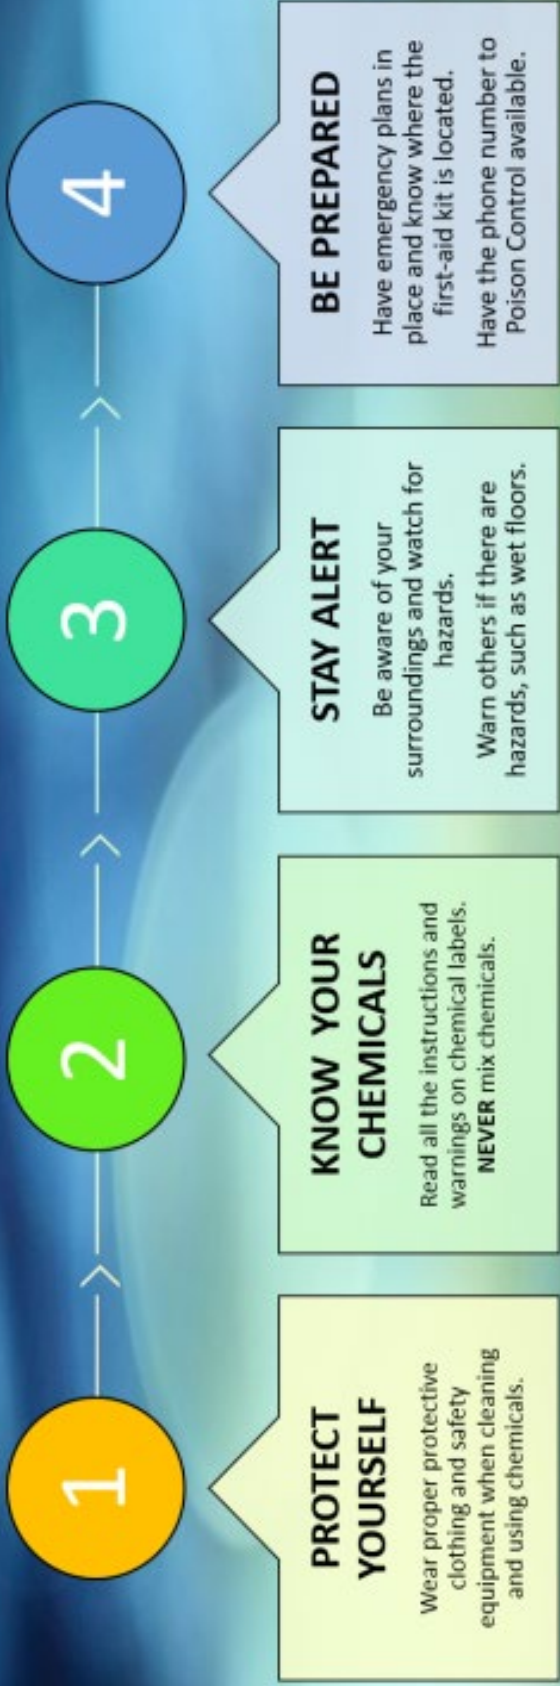 1
PROTECT
YOURSELF
Wear proper protective
clothing and safety
equipment when cleaning
and using chemicals.
2
KNOW YOUR
CHEMICALS
Read all the instructions and
warnings on chemical labels.
NEVER mix chemicals.
3
STAY ALERT
Be aware of your
surroundings and watch for
hazards.
Warn others if there are
hazards, such as wet floors.
4
BE PREPARED
Have emergency plans in
place and know where the
first-aid kit is located.
Have the phone number to
Poison Control available.